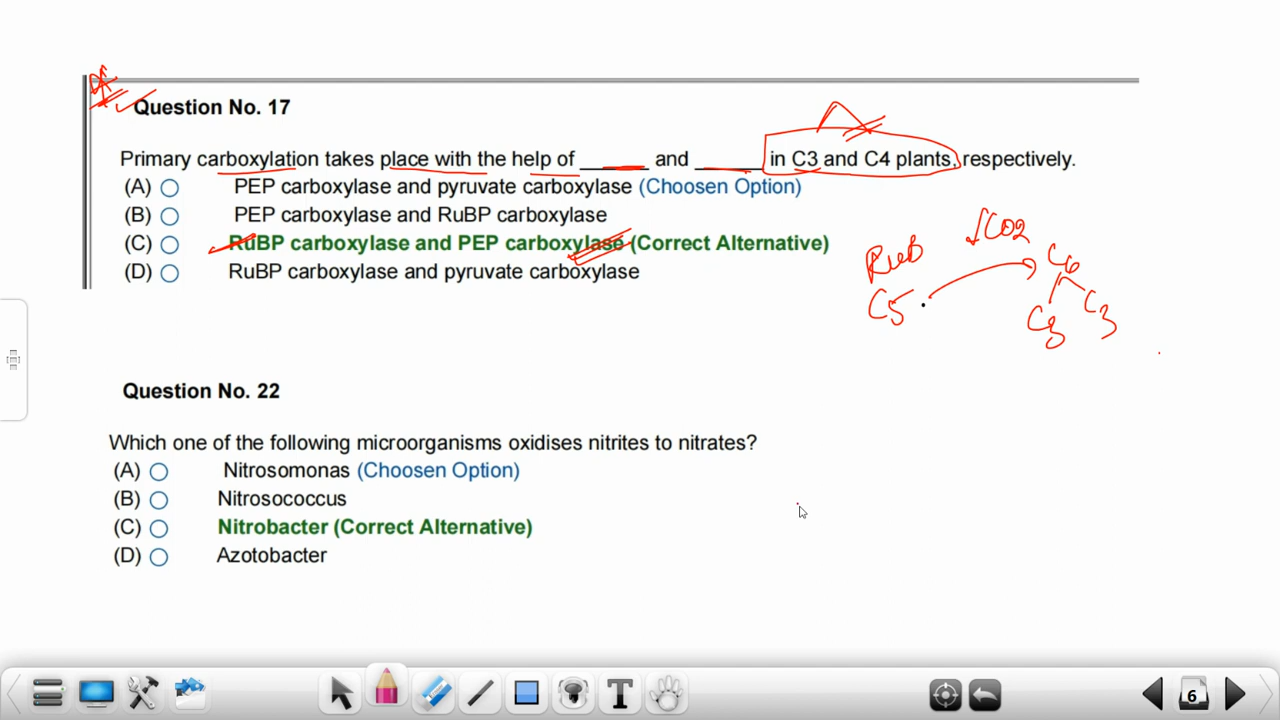 Question No. 17
Primary carboxylation takes place with the help of ______ and ______ in C3 and C4 plants, respectively.
(A) PEP carboxylase and pyruvate carboxylase (Choosen Option)
(B) PEP carboxylase and RuBP carboxylase
(C) RuBP carboxylase and PEP carboxylase (Correct Alternative)
(D) RuBP carboxylase and pyruvate carboxylase
CO2
RuB
C6
C5
C3
C3
Question No. 22
Which one of the following microorganisms oxidises nitrites to nitrates?
(A) Nitrosomonas (Choosen Option)
(B) Nitrosococcus
(C) Nitrobacter (Correct Alternative)
(D) Azotobacter
T
6